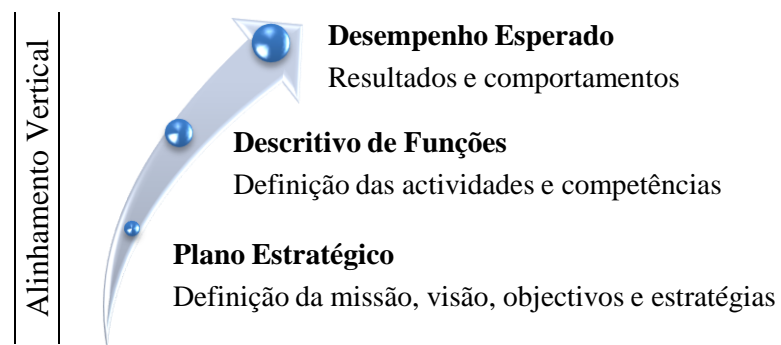 Alinhamento Vertical
Desempenho Esperado
Resultados e comportamentos
Descritivo de Funções
Definição das actividades e competências
Plano Estratégico
Definição da missão, visão, objectivos e estratégias